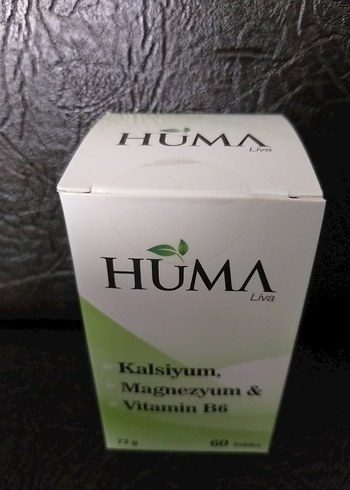 HUMA
Liva
HUMA
Liva
Kalsiyum,
Magnezyum &
Vitamin B6
72 g 60 Tablet